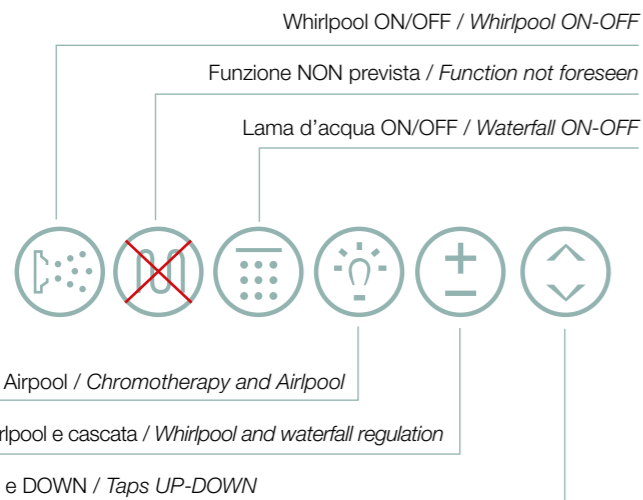 Whirlpool ON/OFF / Whirlpool ON-OFF
Funzione NON prevista / Function not foreseen
Lama d'acqua ON/OFF / Waterfall ON-OFF
Airpool / Chromotherapy and Airlpool
rlpool e cascata / Whirlpool and waterfall regulation
e DOWN / Taps UP-DOWN